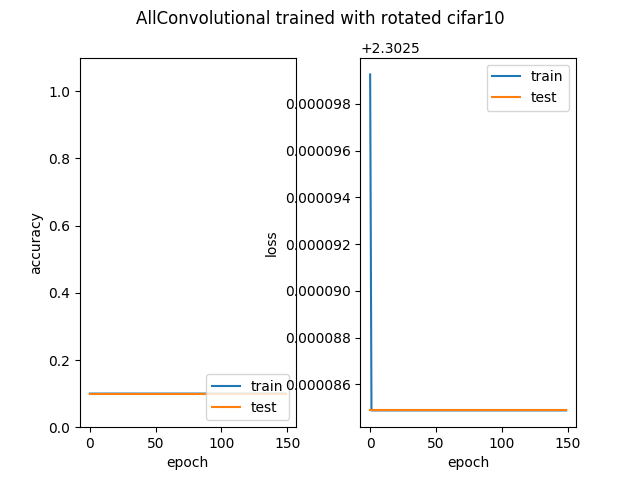 AllConvolutional trained with rotated cifar10
1.0
0.8
0.6
0.4
0.2
0.0
accuracy
0
50
100
150
epoch
train
test
+2.3025
0.000098
0.000096
0.000094
0.000092
0.000090
0.000088
0.000086
loss
0
50
100
150
epoch
train
test